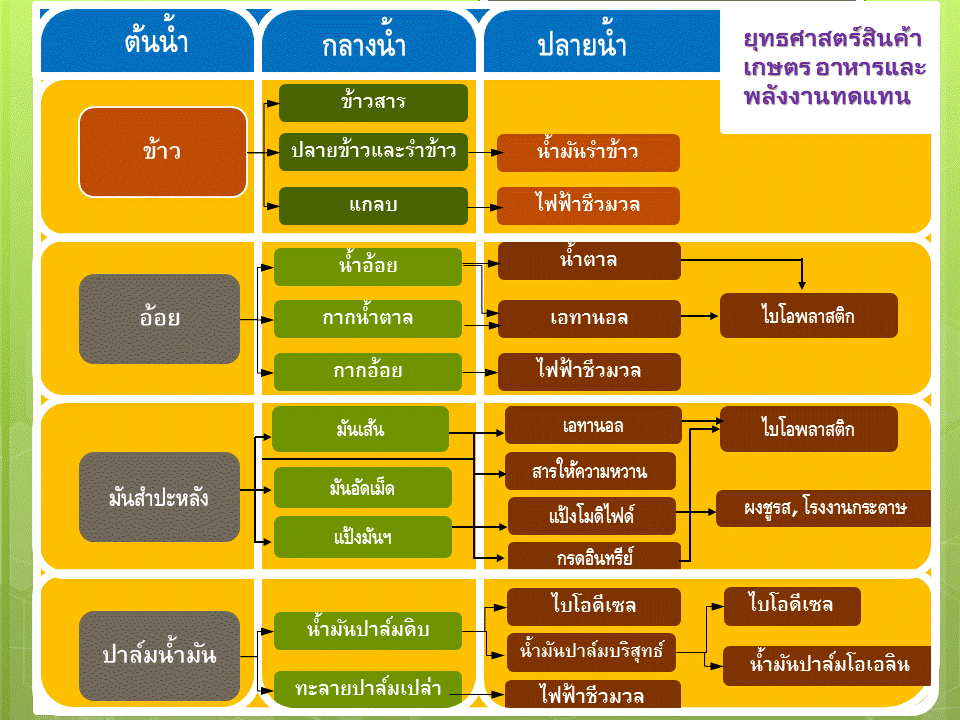 ต้นน้ำ
กลางน้ำ
ปลายน้ำ
ยุทธศาสตร์สินค้า
เกษตร อาหารและ
พลังงานทดแทน
ข้าว
ข้าวสาร
ปลายข้าวและรำข้าว
น้ำมันรำข้าว
แกลบ
ไฟฟ้าชีวมวล
อ้อย
น้ำอ้อย
น้ำตาล
กากน้ำตาล
เอทานอล
ไบโอพลาสติก
กากอ้อย
ไฟฟ้าชีวมวล
มันสำปะหลัง
มันเส้น
เอทานอล
ไบโอพลาสติก
มันอัดเม็ด
สารให้ความหวาน
แป้งมันฯ
แป้งโมดิไฟด์
ผงชูรส, โรงงานกระดาษ
กรดอินทรีย์
ปาล์มน้ำมัน
น้ำมันปาล์มดิบ
ไบโอดีเซล
ไบโอดีเซล
น้ำมันปาล์มบริสุทธ์
น้ำมันปาล์มโอเอลิน
ทะลายปาล์มเปล่า
ไฟฟ้าชีวมวล